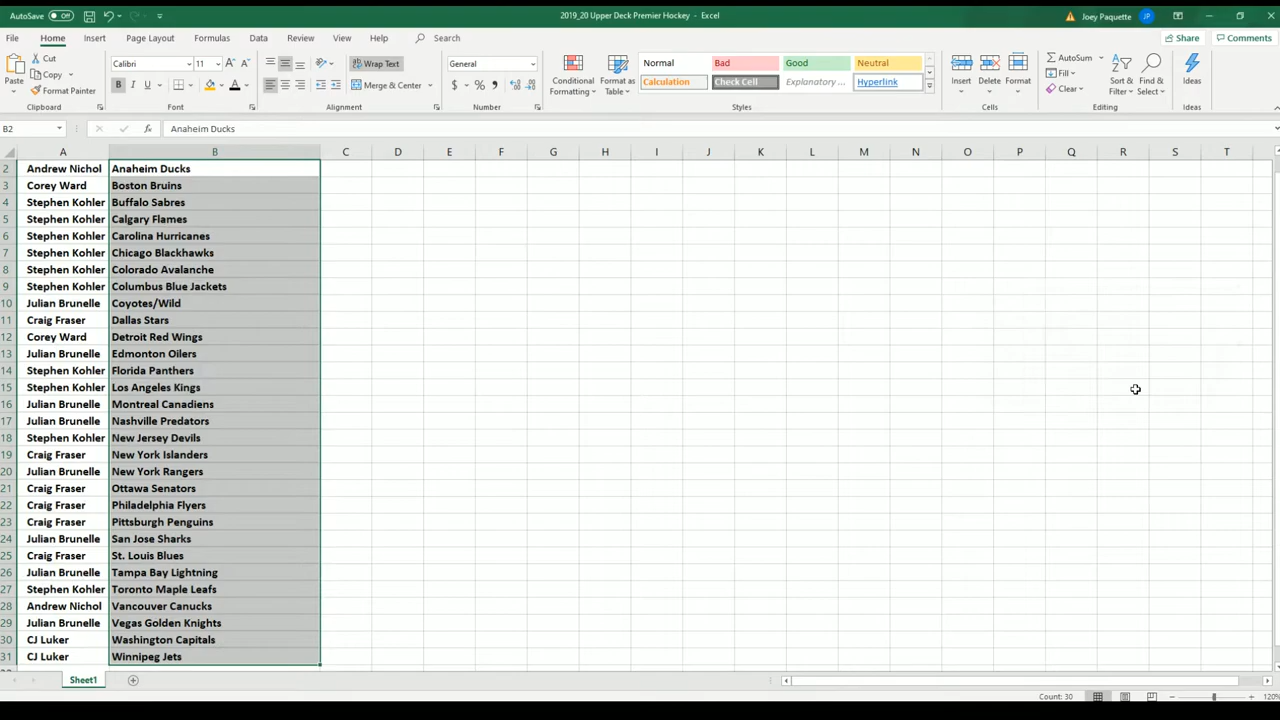 AutoSave Off 2019_20 Upper Deck Premier Hockey - Excel Joey Paquette JP
File Home Insert Page Layout Formulas Data Review View Help Search Share Comments
Paste Cut Copy Format Painter Clipboard
Calibri 11 A A B I U A Font
Wrap Text Merge & Center Alignment
General $ % Number
Conditional Formatting Format as Table
Normal Bad Good Neutral
Calculation Check Cell Explanatory ... Hyperlink
Styles
Insert Delete Format Cells
AutoSum Fill Clear Sort & Filter Find & Select Editing
Ideas Ideas
B2 fx Anaheim Ducks
A B C D E F G H I J K L M N O P Q R S T
2 Andrew Nichol Anaheim Ducks
3 Corey Ward Boston Bruins
4 Stephen Kohler Buffalo Sabres
5 Stephen Kohler Calgary Flames
6 Stephen Kohler Carolina Hurricanes
7 Stephen Kohler Chicago Blackhawks
8 Stephen Kohler Colorado Avalanche
9 Stephen Kohler Columbus Blue Jackets
10 Julian Brunelle Coyotes/Wild
11 Craig Fraser Dallas Stars
12 Corey Ward Detroit Red Wings
13 Julian Brunelle Edmonton Oilers
14 Stephen Kohler Florida Panthers
15 Stephen Kohler Los Angeles Kings
16 Julian Brunelle Montreal Canadiens
17 Julian Brunelle Nashville Predators
18 Stephen Kohler New Jersey Devils
19 Craig Fraser New York Islanders
20 Julian Brunelle New York Rangers
21 Craig Fraser Ottawa Senators
22 Craig Fraser Philadelphia Flyers
23 Craig Fraser Pittsburgh Penguins
24 Julian Brunelle San Jose Sharks
25 Craig Fraser St. Louis Blues
26 Julian Brunelle Tampa Bay Lightning
27 Stephen Kohler Toronto Maple Leafs
28 Andrew Nichol Vancouver Canucks
29 Julian Brunelle Vegas Golden Knights
30 CJ Luker Washington Capitals
31 CJ Luker Winnipeg Jets
Sheet1
Count: 30 120%